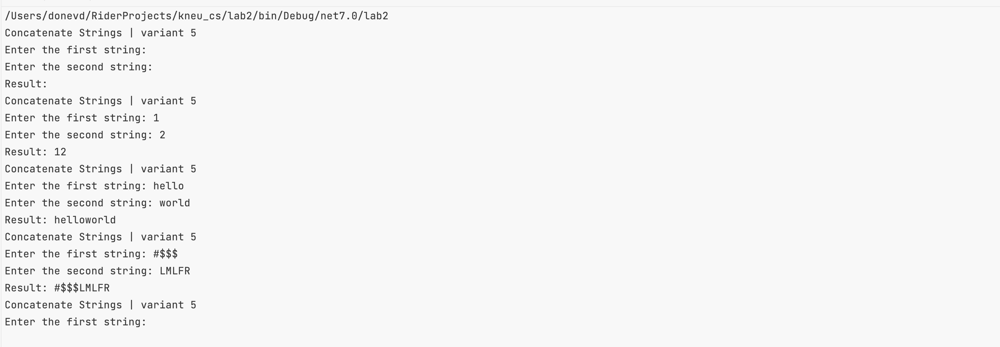 /Users/donevd/RiderProjects/kneu_cs/lab2/bin/Debug/net7.0/lab2
Concatenate Strings | variant 5
Enter the first string:
Enter the second string:
Result:
Concatenate Strings | variant 5
Enter the first string: 1
Enter the second string: 2
Result: 12
Concatenate Strings | variant 5
Enter the first string: hello
Enter the second string: world
Result: helloworld
Concatenate Strings | variant 5
Enter the first string: #$$$
Enter the second string: LMLFR
Result: #$$$LMLFR
Concatenate Strings | variant 5
Enter the first string: